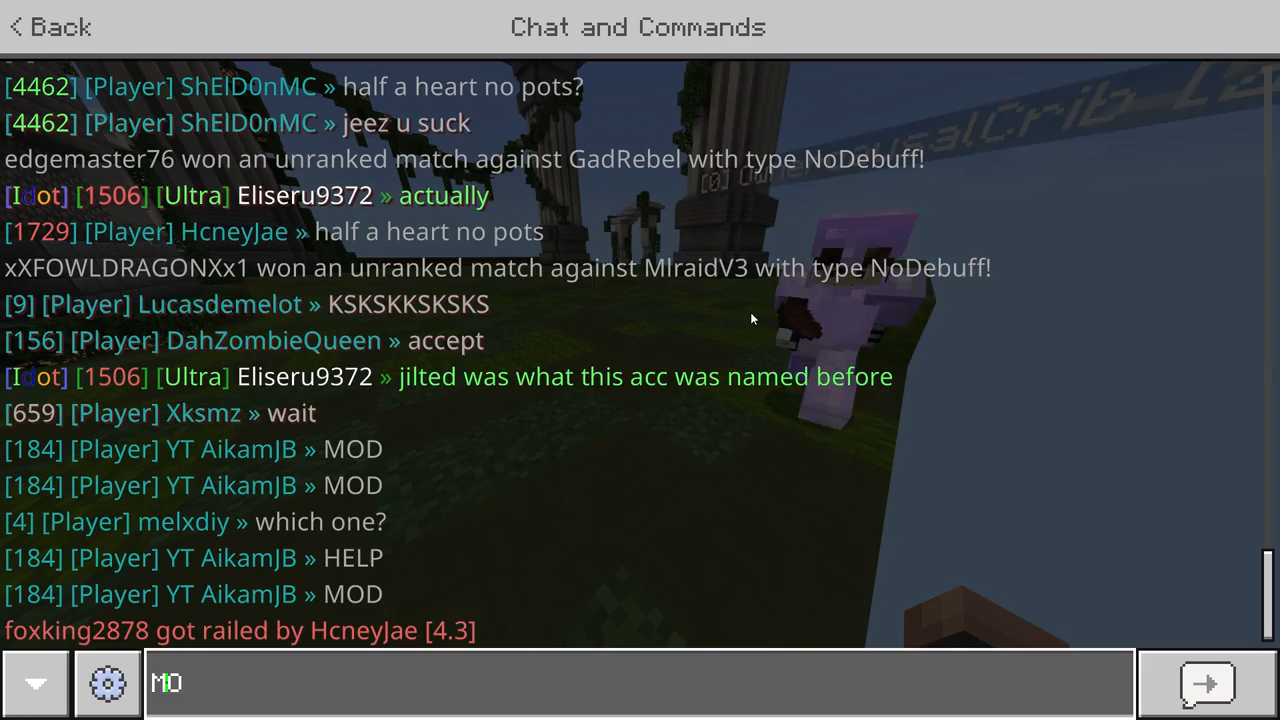 < Back
Chat and Commands
[4462] [Player] ShElD0nMC » half a heart no pots?
[4462] [Player] ShElD0nMC » jeez u suck
edgemaster76 won an unranked match against GadRebel with type NoDebuff!
[Idot] [1506] [Ultra] Eliseru9372 » actually
[1729] [Player] HcneyJae » half a heart no pots
xXFOWLDRAGONXx1 won an unranked match against MlraidV3 with type NoDebuff!
[9] [Player] Lucasdemelot » KSKSKKSKSKS
[156] [Player] DahZombieQueen » accept
[Idot] [1506] [Ultra] Eliseru9372 » jilted was what this acc was named before
[659] [Player] Xksmz » wait
[184] [Player] YT AikamJB » MOD
[184] [Player] YT AikamJB » MOD
[4] [Player] melxdiy » which one?
[184] [Player] YT AikamJB » HELP
[184] [Player] YT AikamJB » MOD
foxking2878 got railed by HcneyJae [4.3]
MO